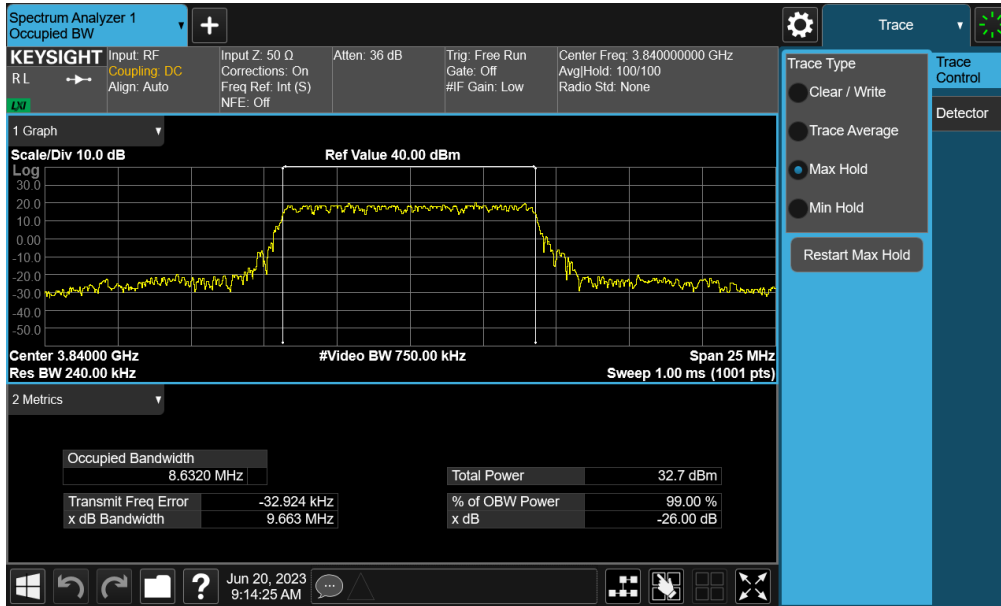 Spectrum Analyzer 1
Occupied BW
+
Trace
KEYSIGHT
R L
LXI
Input: RF
Coupling: DC
Align: Auto
Input Z: 50 Ω
Corrections: On
Freq Ref: Int (S)
NFE: Off
Atten: 36 dB
Trig: Free Run
Gate: Off
#IF Gain: Low
Center Freq: 3.840000000 GHz
Avg|Hold: 100/100
Radio Std: None
1 Graph
Scale/Div 10.0 dB
Ref Value 40.00 dBm
Log
30.0
20.0
10.0
0.00
-10.0
-20.0
-30.0
-40.0
-50.0
Center 3.84000 GHz
#Video BW 750.00 kHz
Span 25 MHz
Res BW 240.00 kHz
Sweep 1.00 ms (1001 pts)
2 Metrics
Occupied Bandwidth
8.6320 MHz
Total Power 32.7 dBm
Transmit Freq Error -32.924 kHz
% of OBW Power 99.00 %
x dB Bandwidth 9.663 MHz
x dB -26.00 dB
Trace Type
Clear / Write
Trace Average
Max Hold
Min Hold
Restart Max Hold
Trace
Control
Detector
?
Jun 20, 2023
9:14:25 AM